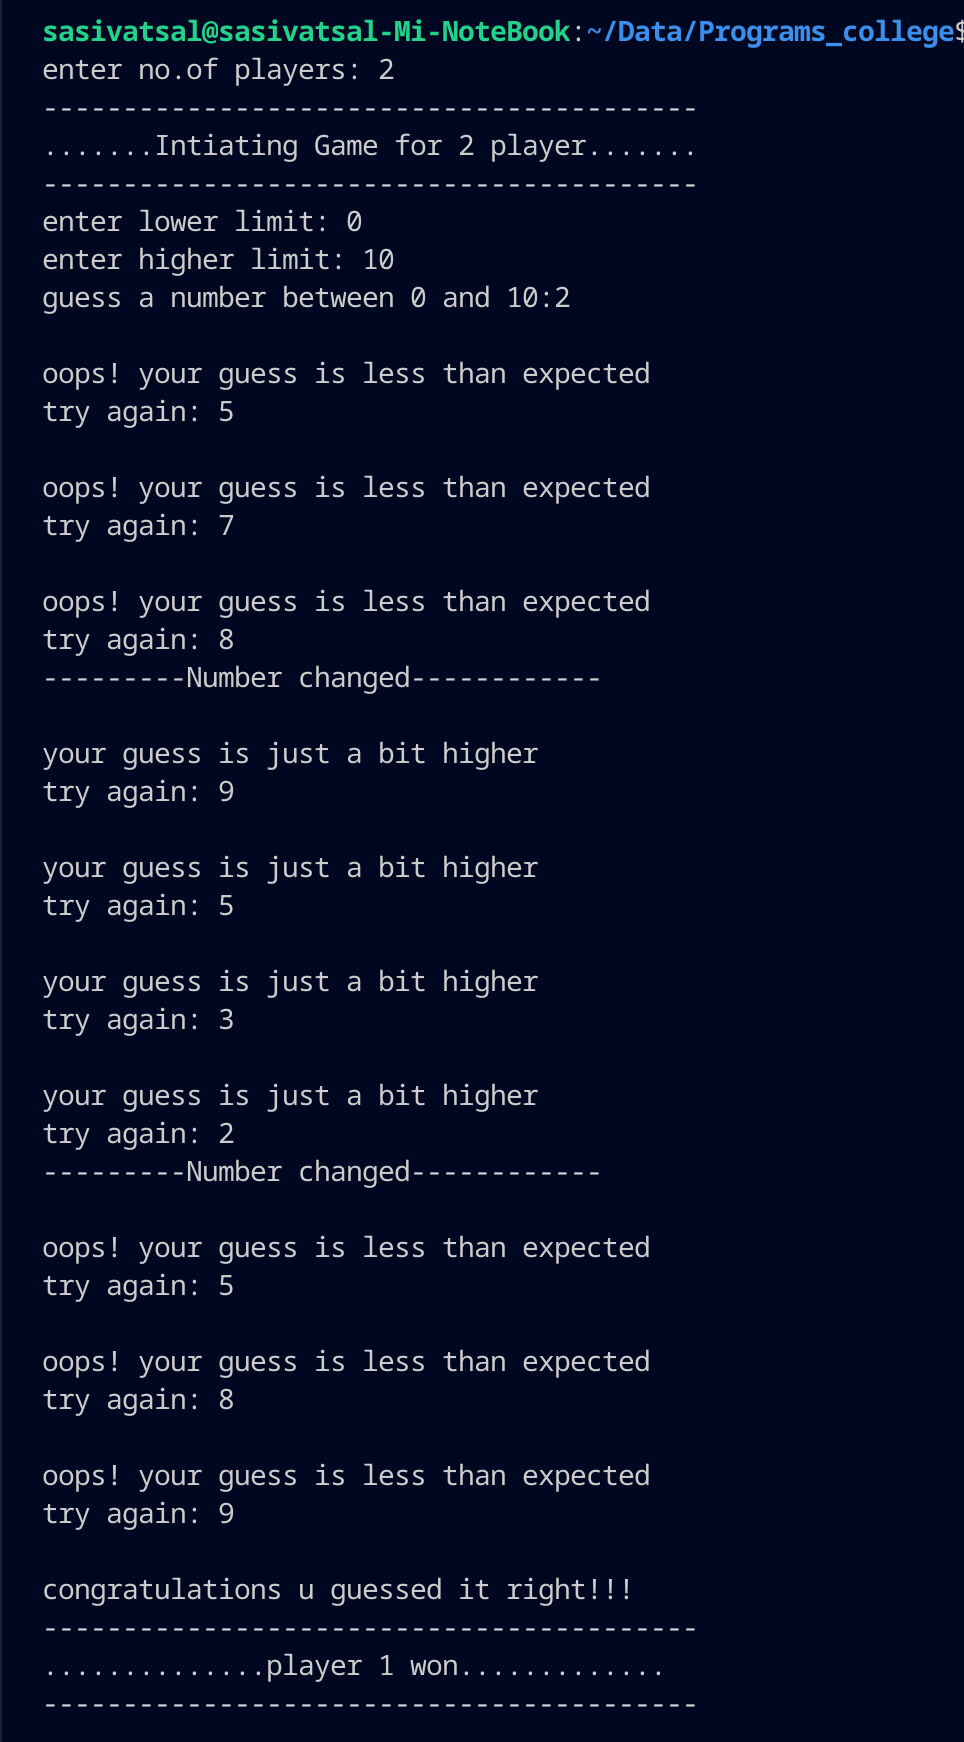 sasivatsal@sasivatsal-Mi-NoteBook:~/Data/Programs_college$
enter no.of players: 2
-----------------------------------------
.......Intiating Game for 2 player.......
-----------------------------------------
enter lower limit: 0
enter higher limit: 10
guess a number between 0 and 10:2

oops! your guess is less than expected
try again: 5

oops! your guess is less than expected
try again: 7

oops! your guess is less than expected
try again: 8
---------Number changed------------

your guess is just a bit higher
try again: 9

your guess is just a bit higher
try again: 5

your guess is just a bit higher
try again: 3

your guess is just a bit higher
try again: 2
---------Number changed------------

oops! your guess is less than expected
try again: 5

oops! your guess is less than expected
try again: 8

oops! your guess is less than expected
try again: 9

congratulations u guessed it right!!!
-----------------------------------------
..............player 1 won.............
-----------------------------------------